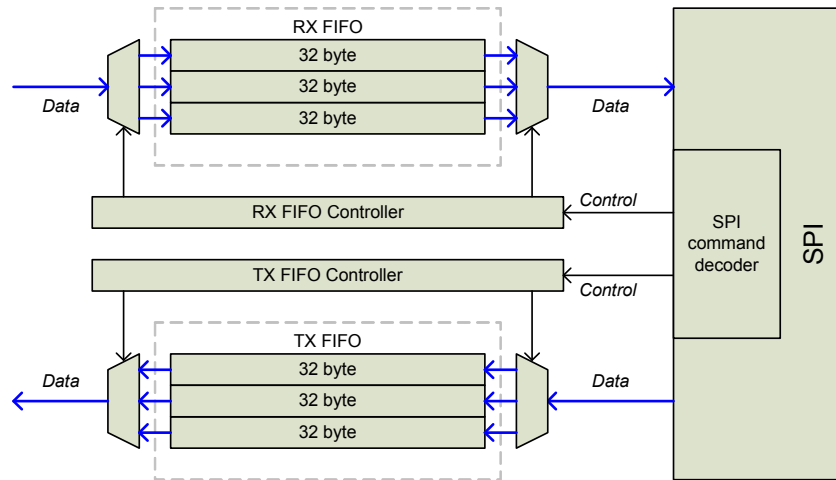 RX FIFO
32 byte
32 byte
32 byte
Data
Data
RX FIFO Controller
Control
SPI
command
decoder
SPI
TX FIFO Controller
Control
TX FIFO
32 byte
32 byte
32 byte
Data
Data